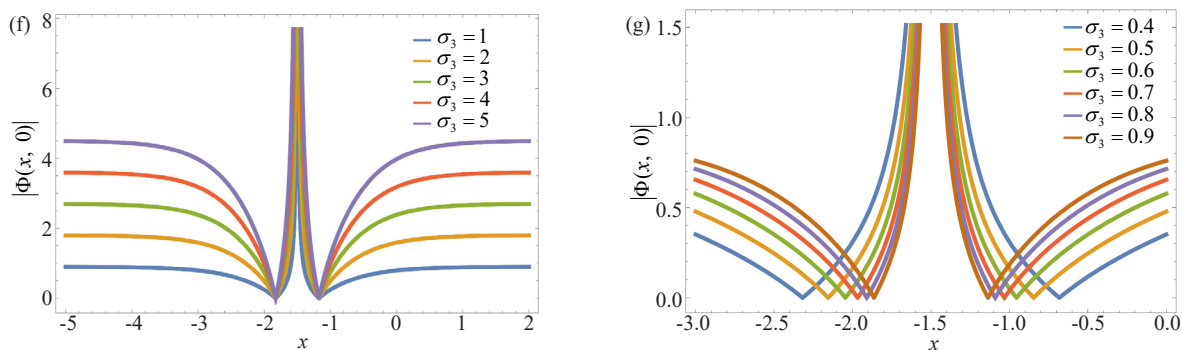 (f)
8
6
4
2
0
|Φ(x, 0)|
σ₃ = 1
σ₃ = 2
σ₃ = 3
σ₃ = 4
σ₃ = 5
-5 -4 -3 -2 -1 0 1 2
x
(g)
1.5
1.0
0.5
0.0
|Φ(x, 0)|
σ₃ = 0.4
σ₃ = 0.5
σ₃ = 0.6
σ₃ = 0.7
σ₃ = 0.8
σ₃ = 0.9
-3.0 -2.5 -2.0 -1.5 -1.0 -0.5 0.0
x